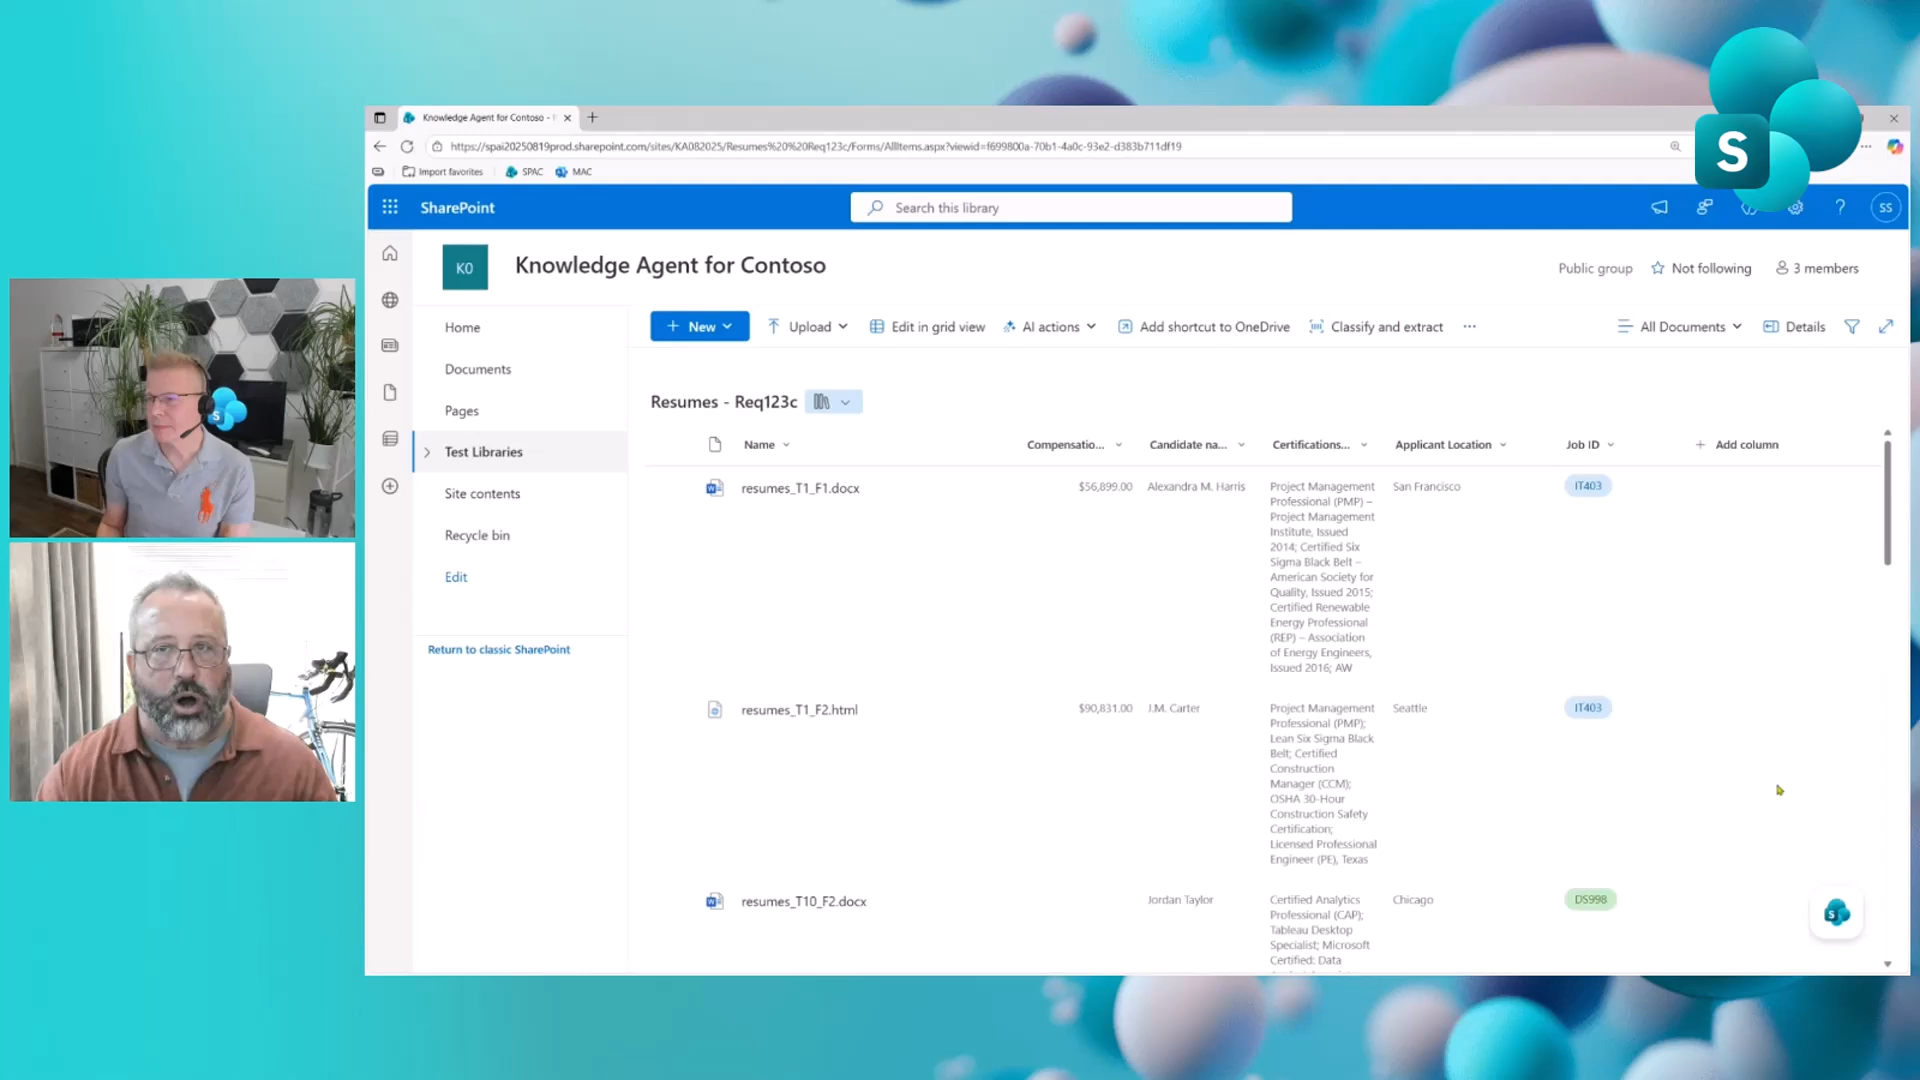 Knowledge Agent for Contoso -
https://spai20250819prod.sharepoint.com/sites/KA082025/Resumes%20%20Req123c/Forms/AllItems.aspx?viewid=f699800a-70b1-4a0c-93e2-d383b711df19
Import favorites
SPAC
MAC
S
SharePoint
Search this library
?
SS
K0
Knowledge Agent for Contoso
Public group
Not following
3 members
Home
Documents
Pages
Test Libraries
Site contents
Recycle bin
Edit
Return to classic SharePoint
New
Upload
Edit in grid view
AI actions
Add shortcut to OneDrive
Classify and extract
All Documents
Details
Resumes - Req123c
Name
Compensatio...
Candidate na...
Certifications...
Applicant Location
Job ID
Add column
resumes_T1_F1.docx
$56,899.00
Alexandra M. Harris
Project Management
Professional (PMP) –
Project Management
Institute, Issued
2014; Certified Six
Sigma Black Belt –
American Society for
Quality, Issued 2015;
Certified Renewable
Energy Professional
(REP) – Association
of Energy Engineers,
Issued 2016; AW
San Francisco
IT403
resumes_T1_F2.html
$90,831.00
J.M. Carter
Project Management
Professional (PMP);
Lean Six Sigma Black
Belt; Certified
Construction
Manager (CCM);
OSHA 30-Hour
Construction Safety
Certification;
Licensed Professional
Engineer (PE), Texas
Seattle
IT403
resumes_T10_F2.docx
Jordan Taylor
Certified Analytics
Professional (CAP);
Tableau Desktop
Specialist; Microsoft
Certified: Data
Chicago
DS998
S
S